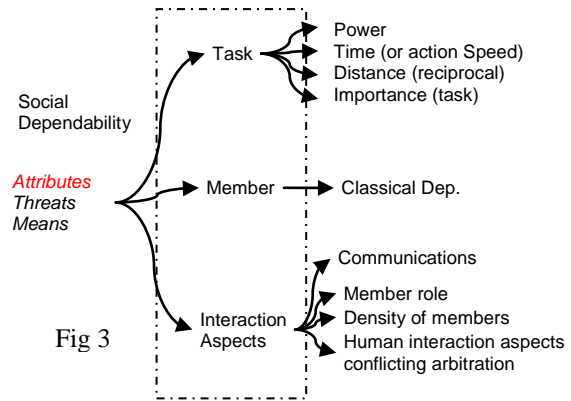 Social
Dependability
Attributes
Threats
Means
Fig 3
Task
Power
Time (or action Speed)
Distance (reciprocal)
Importance (task)
Member
Classical Dep.
Interaction
Aspects
Communications
Member role
Density of members
Human interaction aspects
conflicting arbitration